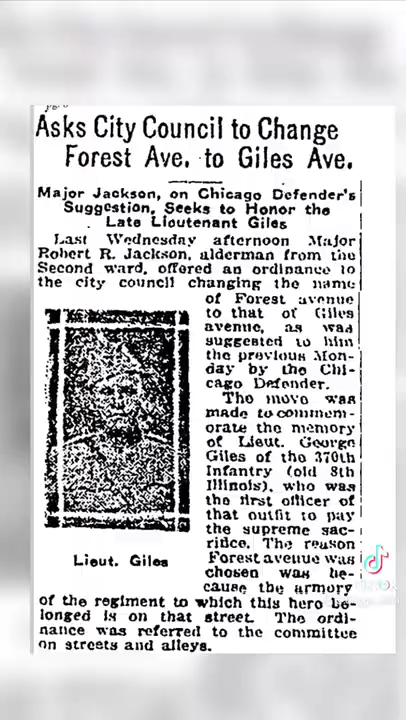 Asks City Council to Change
Forest Ave. to Giles Ave.
Major Jackson, on Chicago Defender's
Suggestion, Seeks to Honor the
Late Lieutenant Giles
Last Wednesday afternoon Major
Robert R. Jackson, alderman from the
Second ward, offered an ordinance to
the city council changing the name
of Forest avenue
to that of Giles
avenue, as was
suggested to him
the previous Mon-
day by the Chi-
cago Defender.
The move was
made to commem-
orate the memory
of Lieut. George
Giles of the 370th
Infantry (old 8th
Illinois), who was
the first officer of
that outfit to pay
the supreme sac-
rifice. The reason
Forest avenue was
chosen was be-
cause the armory
of the regiment to which this hero be-
longed is on that street. The ordi-
nance was referred to the committee
on streets and alleys.
Lieut. Giles